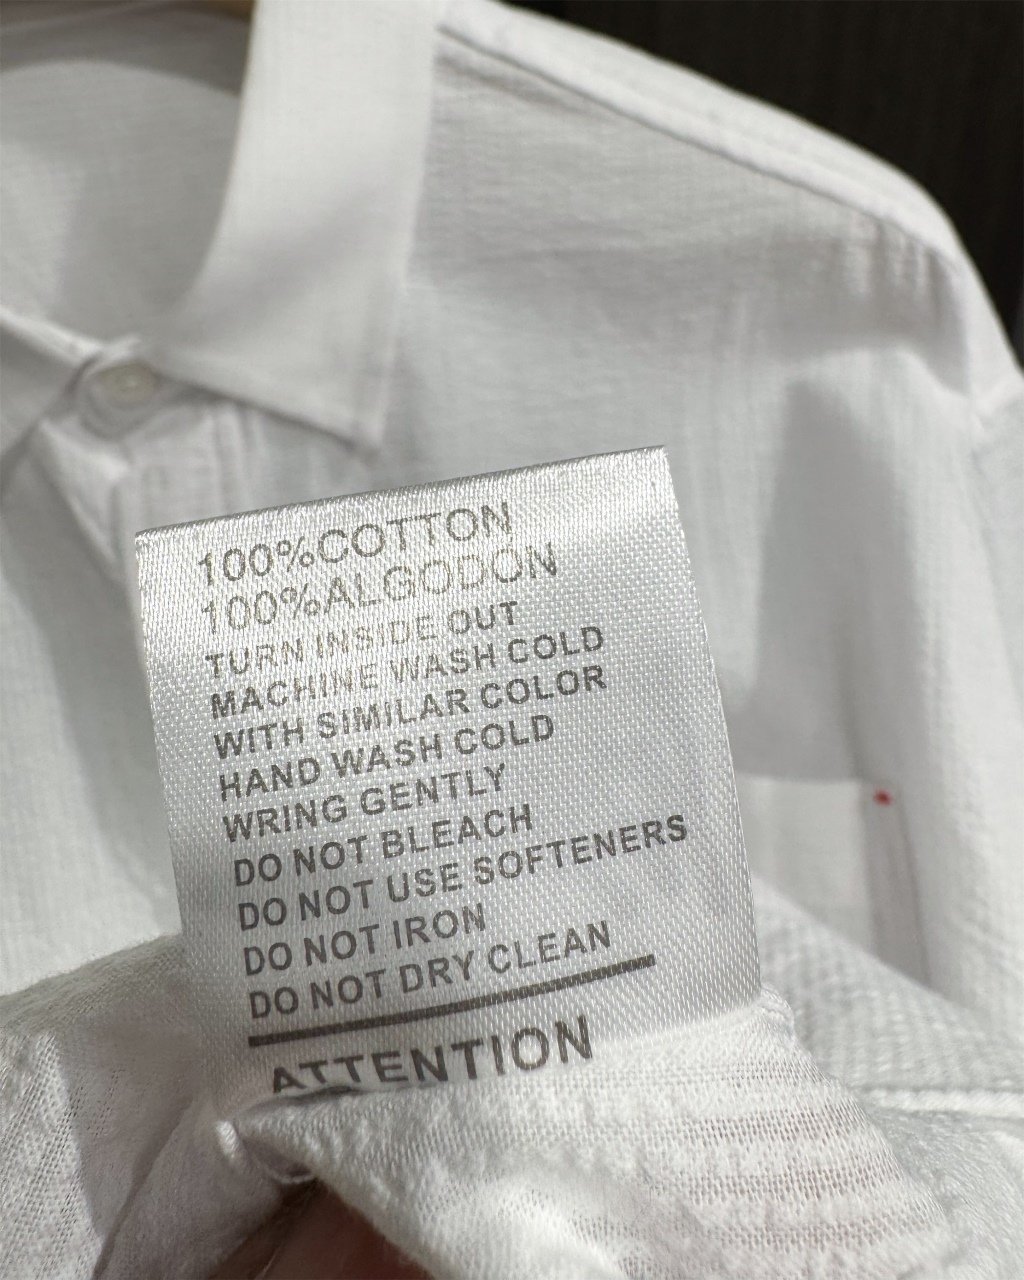 100%COTTON
100%ALGODÓN
TURN INSIDE OUT
MACHINE WASH COLD
WITH SIMILAR COLOR
HAND WASH COLD
WRING GENTLY
DO NOT BLEACH
DO NOT USE SOFTENERS
DO NOT IRON
DO NOT DRY CLEAN
ATTENTION